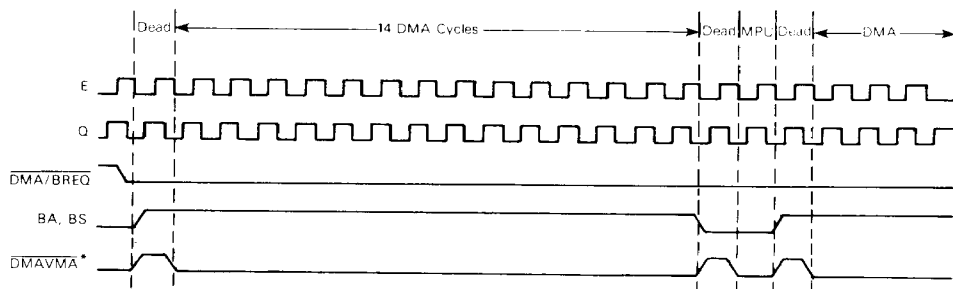 Dead 14 DMA Cycles Dead MPU Dead DMA
E
Q
DMA/BREQ
BA, BS
DMAVMA*